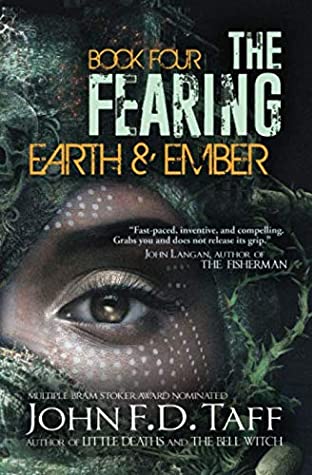 BOOK FOUR THE
FEARING
EARTH & EMBER
“Fast-paced, inventive, and compelling.
Grabs you and does not release its grip.”
JOHN LANGAN, AUTHOR OF
THE FISHERMAN
MULTIPLE BRAM STOKER AWARD NOMINATED
JOHN F.D. TAFF
AUTHOR OF LITTLE DEATHS AND THE BELL WITCH